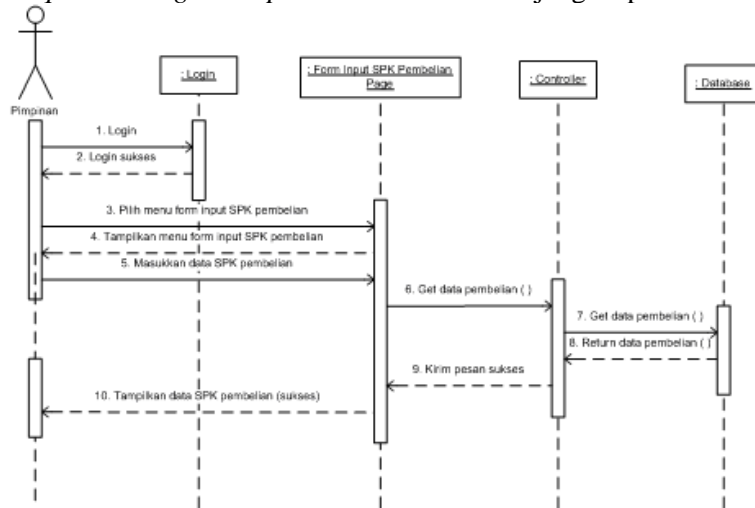 : Login
: Form Input SPK Pembelian
Page
: Controller
: Database
Pimpinan
1. Login
2. Login sukses
3. Pilih menu form input SPK pembelian
4. Tampilkan menu form input SPK pembelian
5. Masukkan data SPK pembelian
6. Get data pembelian ( )
7. Get data pembelian ( )
8. Return data pembelian ( )
9. Kirim pesan sukses
10. Tampilkan data SPK pembelian (sukses)